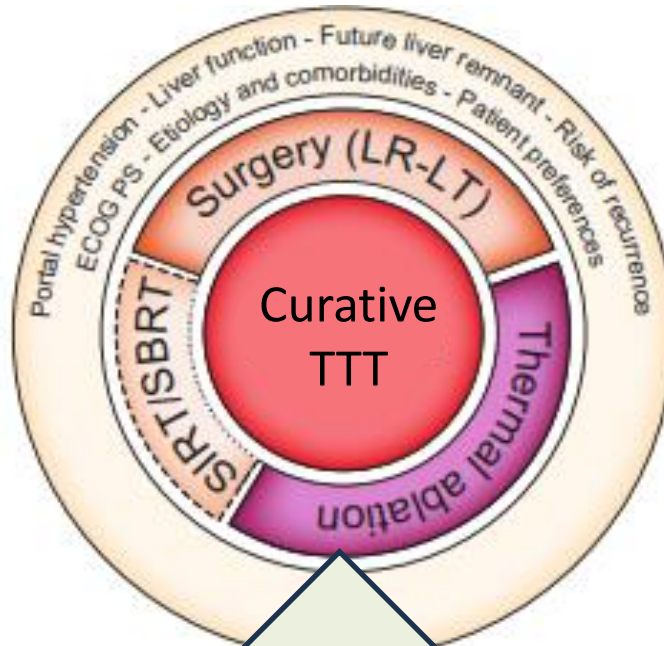 Portal hypertension - Liver function - Future liver remnant - Risk of recurrence
ECOG PS - Etiology and comorbidities - Patient preferences
Surgery (LR-LT)
SIRT/SBRT
Curative
TTT
Thermal ablation